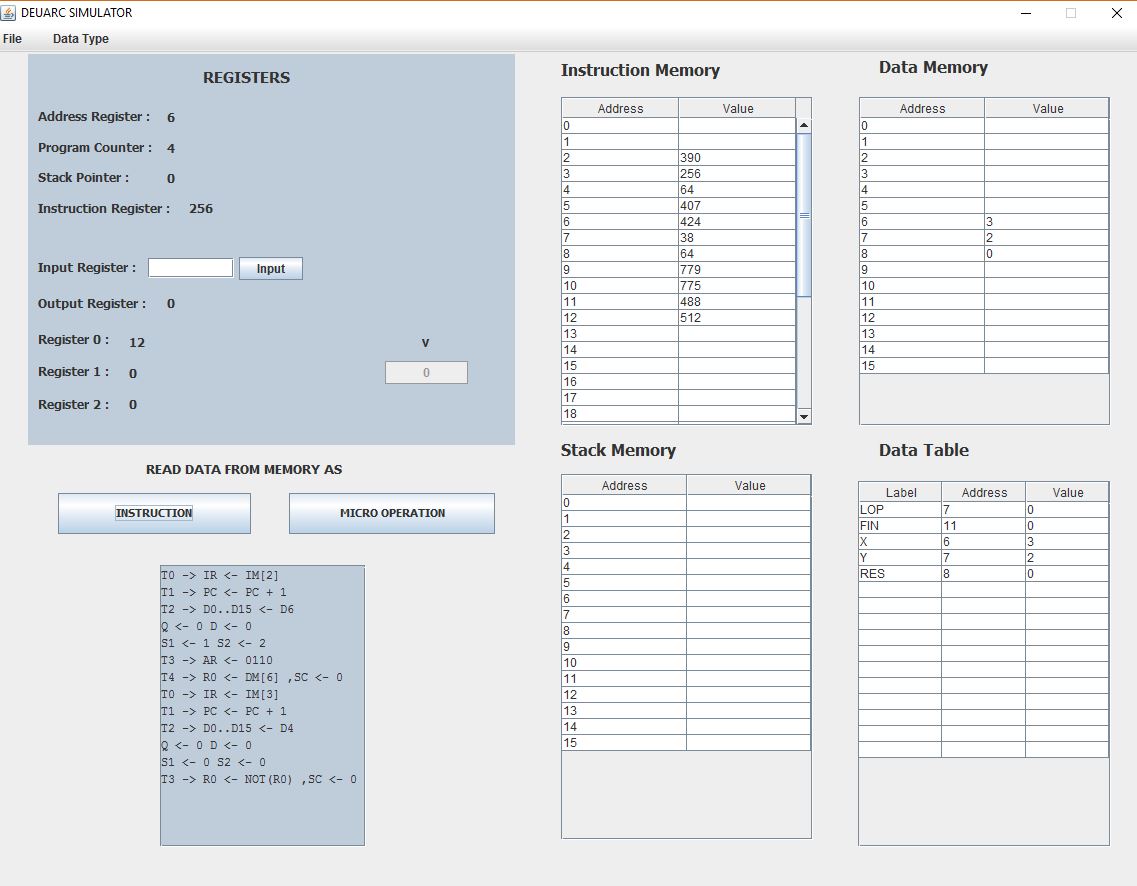 DEUARC SIMULATOR
File Data Type
REGISTERS
Address Register : 6
Program Counter : 4
Stack Pointer : 0
Instruction Register : 256
Input Register : Input
Output Register : 0
Register 0 : 12 v
Register 1 : 0 0
Register 2 : 0
READ DATA FROM MEMORY AS
INSTRUCTION MICRO OPERATION
T0 -> IR <- IM[2]
T1 -> PC <- PC + 1
T2 -> D0..D15 <- D6
Q <- 0 D <- 0
S1 <- 1 S2 <- 2
T3 -> AR <- 0110
T4 -> R0 <- DM[6] ,SC <- 0
T0 -> IR <- IM[3]
T1 -> PC <- PC + 1
T2 -> D0..D15 <- D4
Q <- 0 D <- 0
S1 <- 0 S2 <- 0
T3 -> R0 <- NOT(R0) ,SC <- 0
Instruction Memory
Address Value
0
1
2 390
3 256
4 64
5 407
6 424
7 38
8 64
9 779
10 775
11 488
12 512
13
14
15
16
17
18
Data Memory
Address Value
0
1
2
3
4
5
6 3
7 2
8 0
9
10
11
12
13
14
15
Stack Memory
Address Value
0
1
2
3
4
5
6
7
8
9
10
11
12
13
14
15
Data Table
Label Address Value
LOP 7 0
FIN 11 0
X 6 3
Y 7 2
RES 8 0